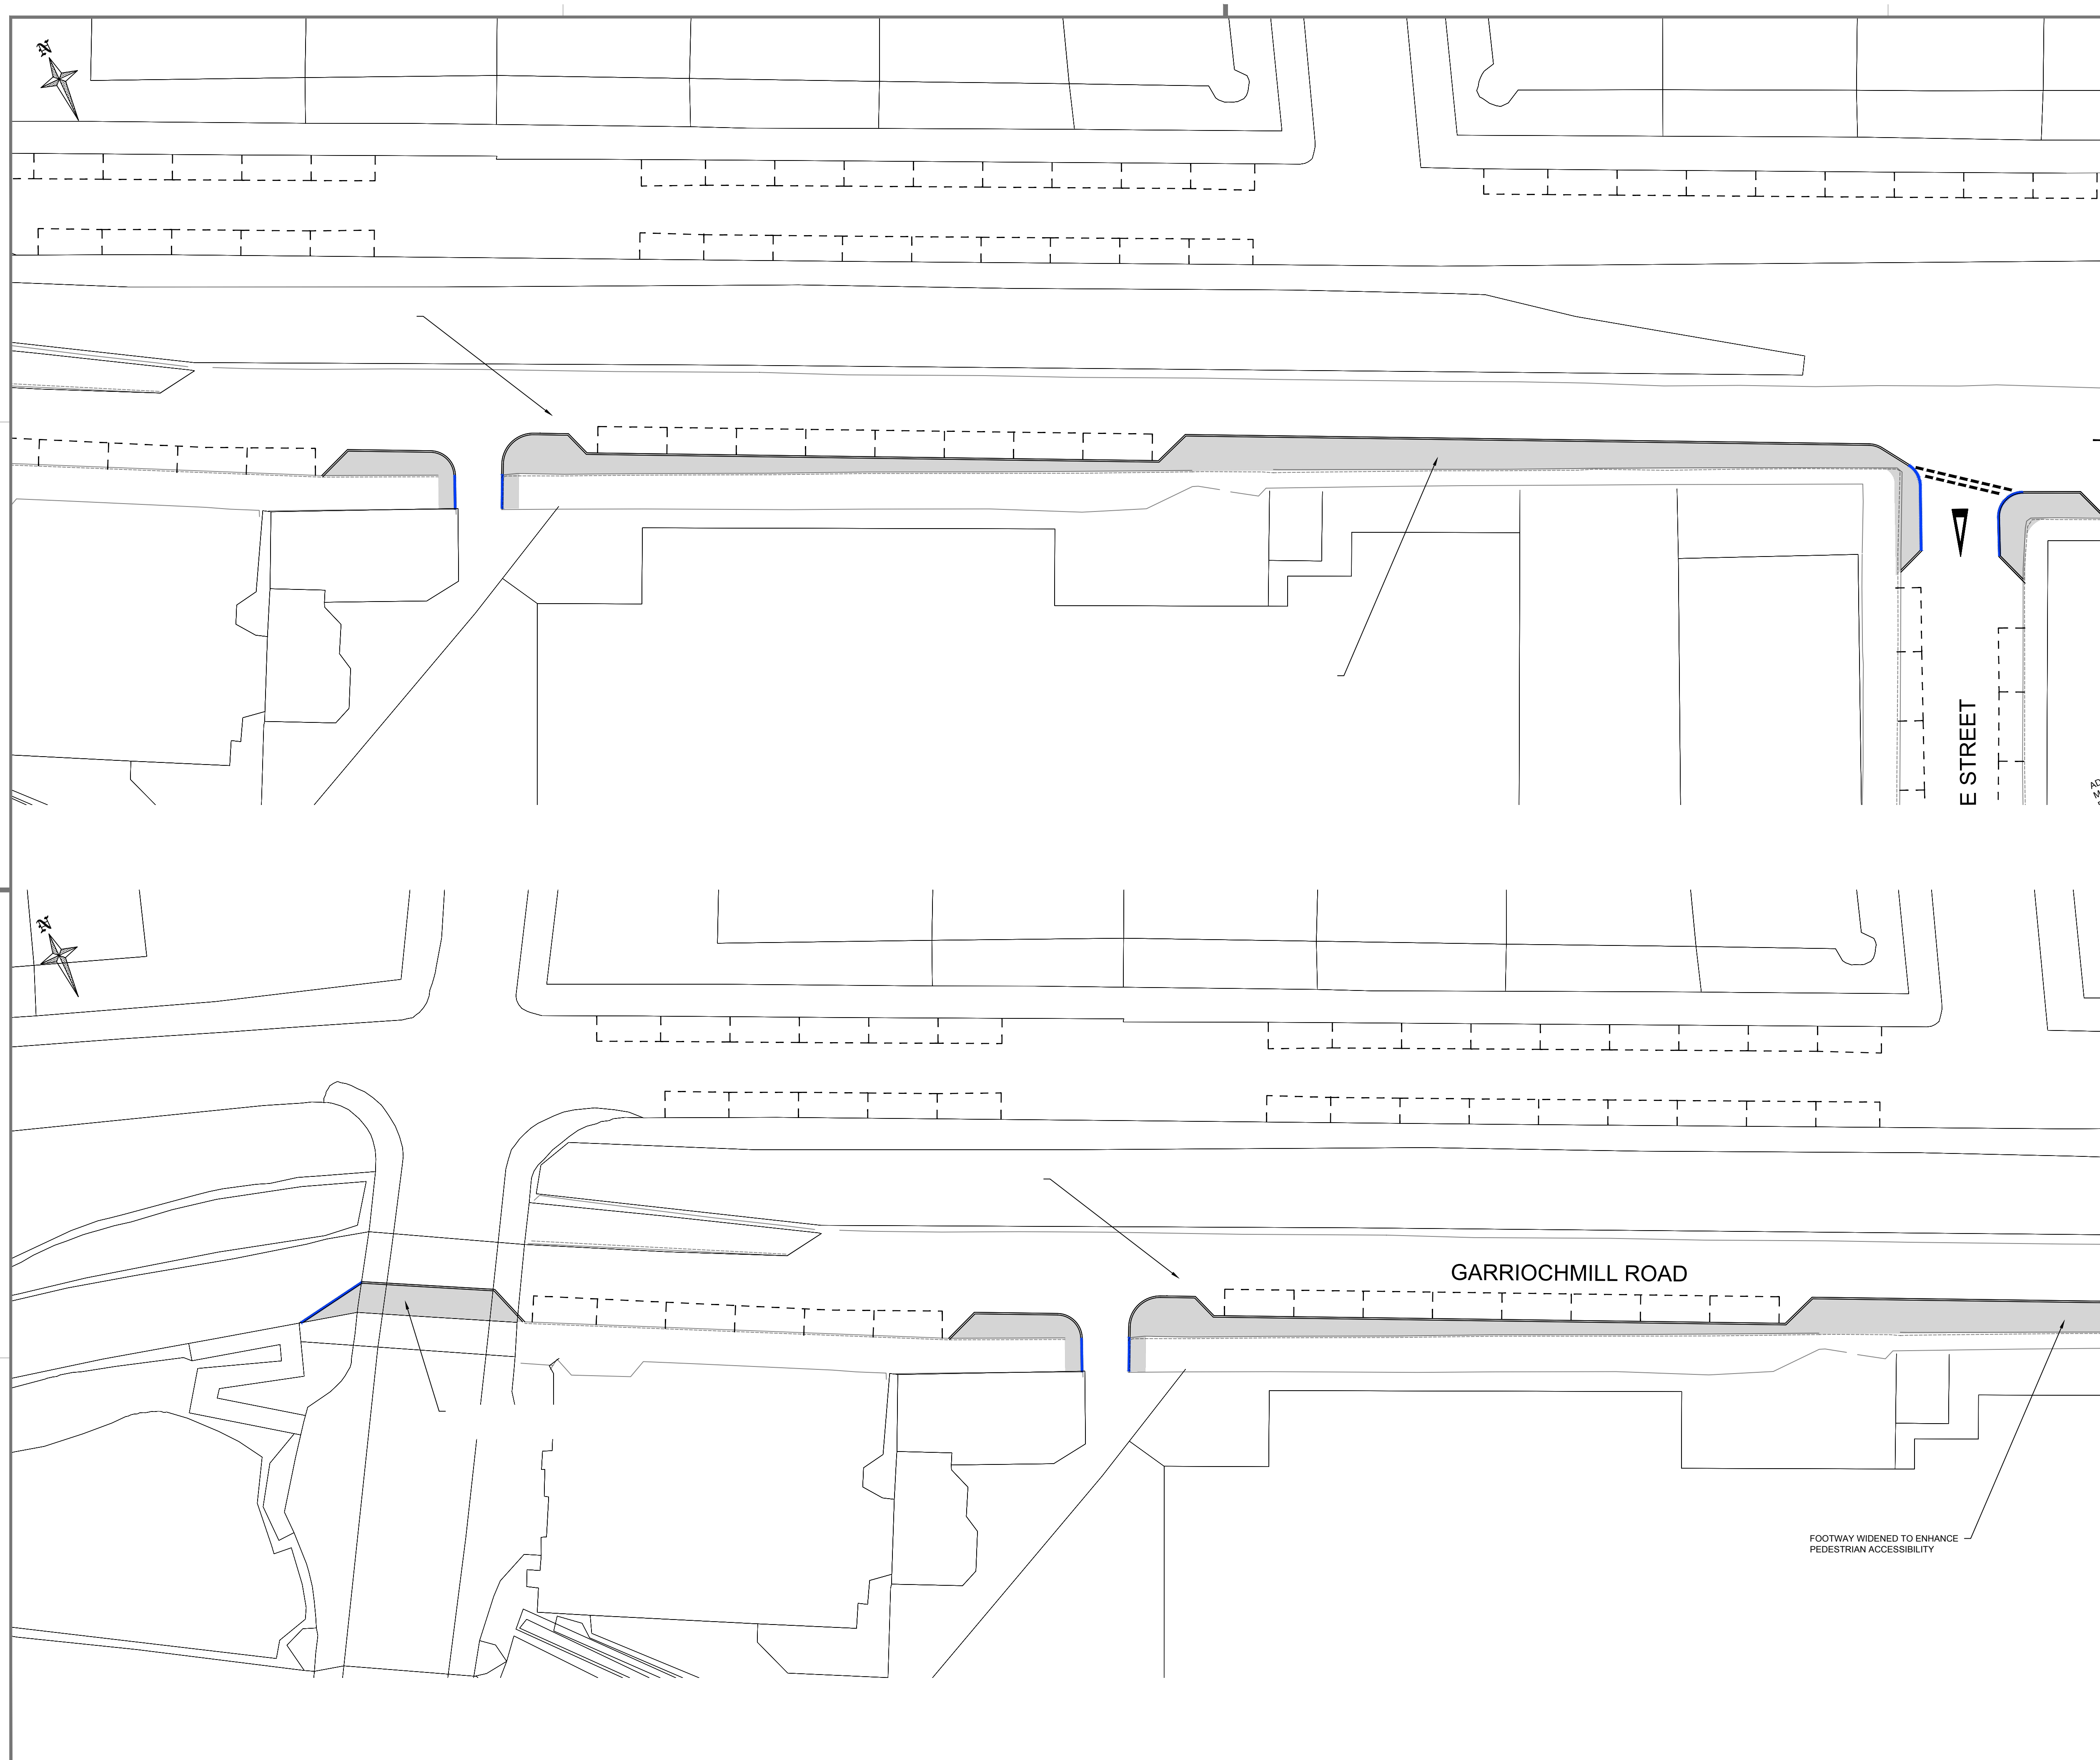 N
E STREET
N
GARRIOCHMILL ROAD
FOOTWAY WIDENED TO ENHANCE
PEDESTRIAN ACCESSIBILITY